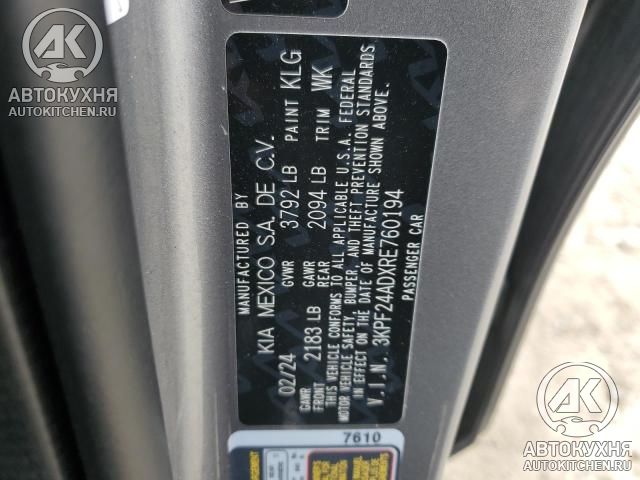 АК
АВТОКУХНЯ
AUTOKITCHEN.RU
MANUFACTURED BY
KIA MEXICO S.A. DE C.V.
02/24 GVWR 3792 LB PAINT KLG
GAWR FRONT 2183 LB GAWR REAR 2094 LB TRIM WK
THIS VEHICLE CONFORMS TO ALL APPLICABLE U.S.A. FEDERAL
MOTOR VEHICLE SAFETY, BUMPER, AND THEFT PREVENTION STANDARDS
IN EFFECT ON THE DATE OF MANUFACTURE SHOWN ABOVE.
V.I.N. 3KPF24ADXRE760194
PASSENGER CAR
7610
АК
АВТОКУХНЯ
AUTOKITCHEN.RU